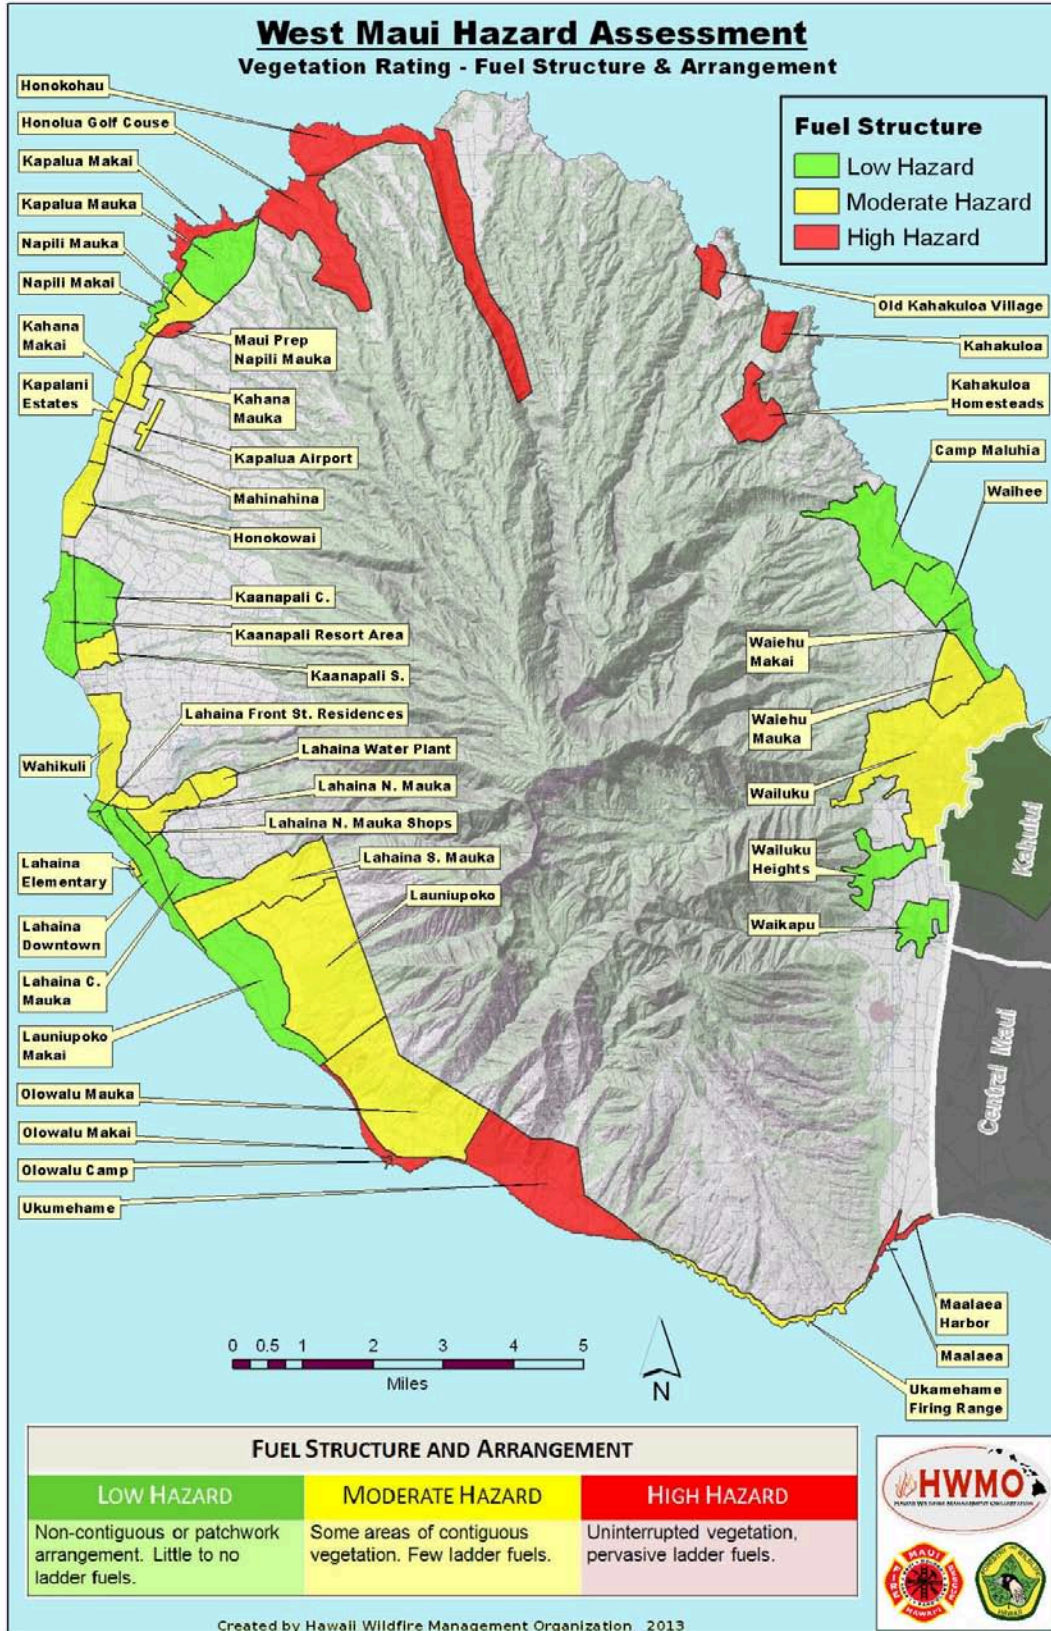 West Maui Hazard Assessment
Vegetation Rating - Fuel Structure & Arrangement
Honokohau
Honolua Golf Couse
Kapalua Makai
Kapalua Mauka
Napili Mauka
Napili Makai
Kahana
Makai
Kapalani
Estates
Maui Prep
Napili Mauka
Kahana
Mauka
Kapalua Airport
Mahinahina
Honokowai
Kaanapali C.
Kaanapali Resort Area
Kaanapali S.
Lahaina Front St. Residences
Wahikuli
Lahaina Water Plant
Lahaina N. Mauka
Lahaina N. Mauka Shops
Lahaina
Elementary
Lahaina S. Mauka
Launiupoko
Lahaina
Downtown
Lahaina C.
Mauka
Launiupoko
Makai
Olowalu Mauka
Olowalu Makai
Olowalu Camp
Ukumehame
Fuel Structure
Low Hazard
Moderate Hazard
High Hazard
Old Kahakuloa Village
Kahakuloa
Kahakuloa
Homesteads
Camp Maluhia
Waihee
Waiehu
Makai
Waiehu
Mauka
Wailuku
Wailuku
Heights
Waikapu
Kahului
Central Maui
Maalaea
Harbor
Maalaea
Ukamehame
Firing Range
0 0.5 1 2 3 4 5
Miles
N
FUEL STRUCTURE AND ARRANGEMENT
LOW HAZARD
MODERATE HAZARD
HIGH HAZARD
Non-contiguous or patchwork
arrangement. Little to no
ladder fuels.
Some areas of contiguous
vegetation. Few ladder fuels.
Uninterrupted vegetation,
pervasive ladder fuels.
HWMO
HAWAII WILDFIRE MANAGEMENT ORGANIZATION
MAUI
FIRE
HAWAII
Created by Hawaii Wildfire Management Organization 2013